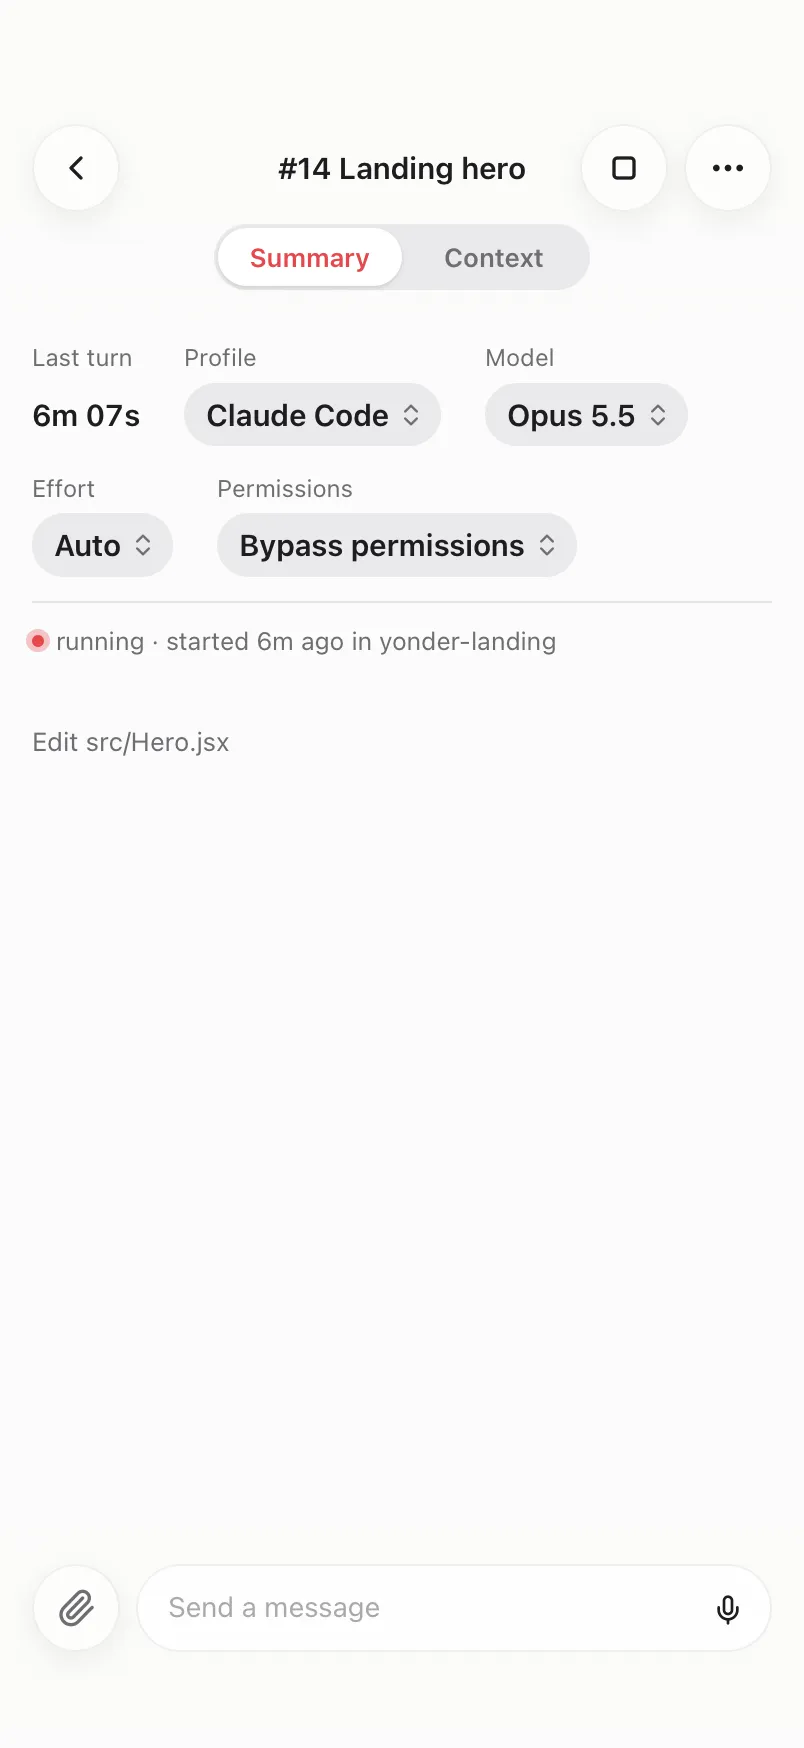 #14 Landing hero
Summary Context
Last turn Profile Model
6m 07s Claude Code Opus 5.5
Effort Permissions
Auto Bypass permissions
running · started 6m ago in yonder-landing
Edit src/Hero.jsx
Send a message